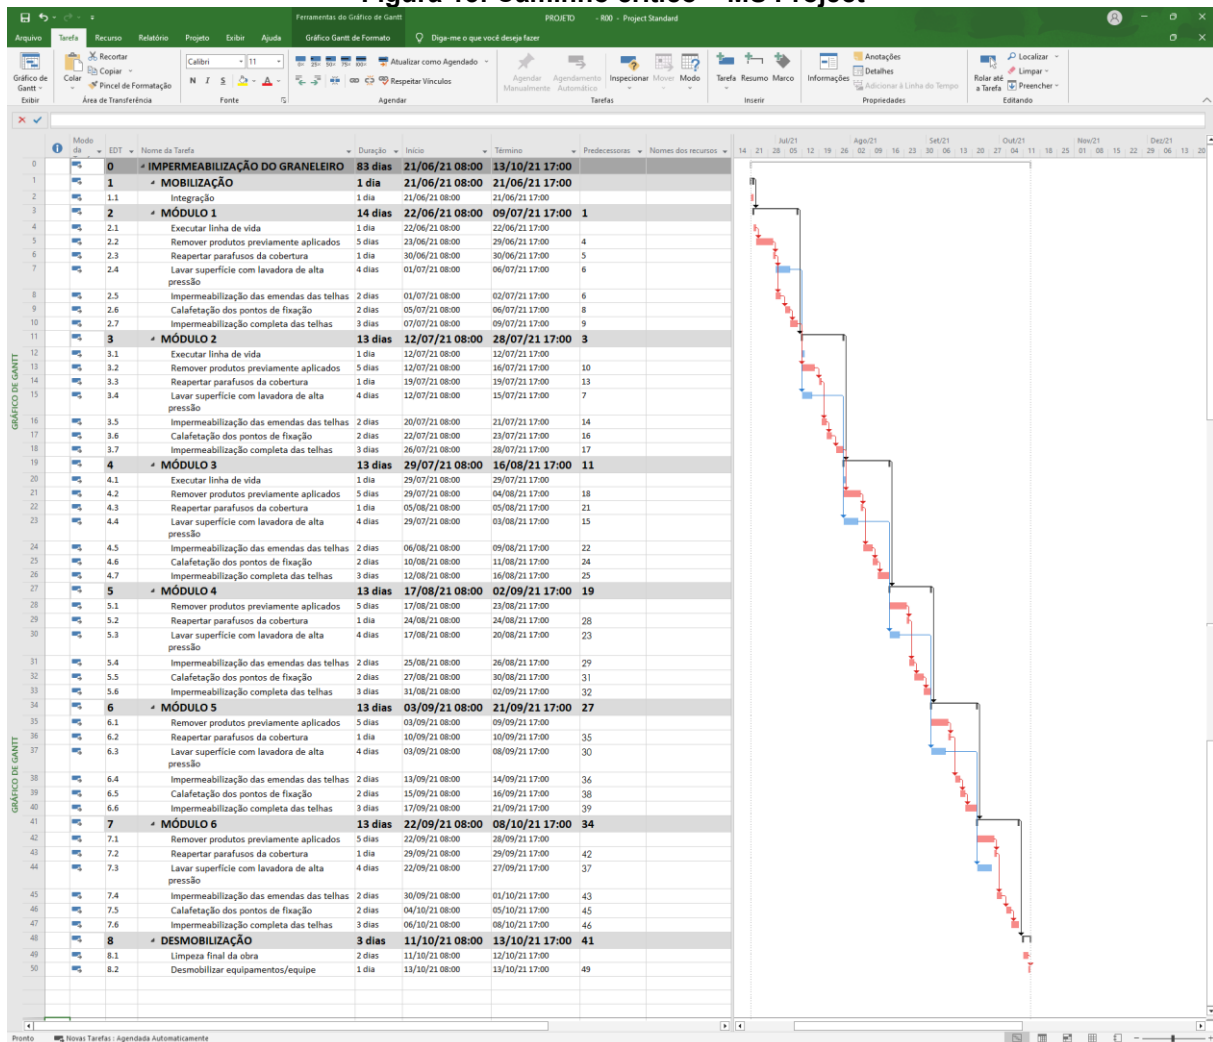 Figura 13: Caminho crítico – MS Project
Ferramentas do Gráfico de Gantt
PROJETO - R00 - Project Standard
Arquivo Tarefa Recurso Relatório Projeto Exibir Ajuda Gráfico Gantt de Formato Diga-me o que você deseja fazer
Gráfico de Gantt
Exibir
Colar
Recortar
Copiar
Pincel de Formatação
Área de Transferência
Calibri 11
N I S
Fonte
Atualizar como Agendado
Respeitar Vínculos
Agendar
Agendar Manualmente
Agendamento Automático
Inspecionar Mover Modo
Tarefas
Tarefa Resumo Marco
Inserir
Informações
Anotações
Detalhes
Adicionar à Linha do Tempo
Propriedades
Rolar até a Tarefa
Localizar
Limpar
Preencher
Editando
Modo da EDT Nome da Tarefa Duração Início Término Predecessoras Nomes dos recursos
Jul/21 Ago/21 Set/21 Out/21 Nov/21 Dez/21
14 21 28 05 12 19 26 02 09 16 23 30 06 13 20 27 04 11 18 25 01 08 15 22 29 06 13 20
0 0 IMPERMEABILIZAÇÃO DO GRANELEIRO 83 dias 21/06/21 08:00 13/10/21 17:00
1 1 MOBILIZAÇÃO 1 dia 21/06/21 08:00 21/06/21 17:00
2 1.1 Integração 1 dia 21/06/21 08:00 21/06/21 17:00
3 2 MÓDULO 1 14 dias 22/06/21 08:00 09/07/21 17:00 1
4 2.1 Executar linha de vida 1 dia 22/06/21 08:00 22/06/21 17:00
5 2.2 Remover produtos previamente aplicados 5 dias 23/06/21 08:00 29/06/21 17:00 4
6 2.3 Reapertar parafusos da cobertura 1 dia 30/06/21 08:00 30/06/21 17:00 5
7 2.4 Lavar superfície com lavadora de alta pressão 4 dias 01/07/21 08:00 06/07/21 17:00 6
8 2.5 Impermeabilização das emendas das telhas 2 dias 01/07/21 08:00 02/07/21 17:00 6
9 2.6 Calafetação dos pontos de fixação 2 dias 05/07/21 08:00 06/07/21 17:00 8
10 2.7 Impermeabilização completa das telhas 3 dias 07/07/21 08:00 09/07/21 17:00 9
11 3 MÓDULO 2 13 dias 12/07/21 08:00 28/07/21 17:00 3
12 3.1 Executar linha de vida 1 dia 12/07/21 08:00 12/07/21 17:00
13 3.2 Remover produtos previamente aplicados 5 dias 12/07/21 08:00 16/07/21 17:00 10
14 3.3 Reapertar parafusos da cobertura 1 dia 19/07/21 08:00 19/07/21 17:00 13
15 3.4 Lavar superfície com lavadora de alta pressão 4 dias 12/07/21 08:00 15/07/21 17:00 7
16 3.5 Impermeabilização das emendas das telhas 2 dias 20/07/21 08:00 21/07/21 17:00 14
17 3.6 Calafetação dos pontos de fixação 2 dias 22/07/21 08:00 23/07/21 17:00 16
18 3.7 Impermeabilização completa das telhas 3 dias 26/07/21 08:00 28/07/21 17:00 17
19 4 MÓDULO 3 13 dias 29/07/21 08:00 16/08/21 17:00 11
20 4.1 Executar linha de vida 1 dia 29/07/21 08:00 29/07/21 17:00
21 4.2 Remover produtos previamente aplicados 5 dias 29/07/21 08:00 04/08/21 17:00 18
22 4.3 Reapertar parafusos da cobertura 1 dia 05/08/21 08:00 05/08/21 17:00 21
23 4.4 Lavar superfície com lavadora de alta pressão 4 dias 29/07/21 08:00 03/08/21 17:00 15
24 4.5 Impermeabilização das emendas das telhas 2 dias 06/08/21 08:00 09/08/21 17:00 22
25 4.6 Calafetação dos pontos de fixação 2 dias 10/08/21 08:00 11/08/21 17:00 24
26 4.7 Impermeabilização completa das telhas 3 dias 12/08/21 08:00 16/08/21 17:00 25
27 5 MÓDULO 4 13 dias 17/08/21 08:00 02/09/21 17:00 19
28 5.1 Remover produtos previamente aplicados 5 dias 17/08/21 08:00 23/08/21 17:00
29 5.2 Reapertar parafusos da cobertura 1 dia 24/08/21 08:00 24/08/21 17:00 28
30 5.3 Lavar superfície com lavadora de alta pressão 4 dias 17/08/21 08:00 20/08/21 17:00 23
31 5.4 Impermeabilização das emendas das telhas 2 dias 25/08/21 08:00 26/08/21 17:00 29
32 5.5 Calafetação dos pontos de fixação 2 dias 27/08/21 08:00 30/08/21 17:00 31
33 5.6 Impermeabilização completa das telhas 3 dias 31/08/21 08:00 02/09/21 17:00 32
34 6 MÓDULO 5 13 dias 03/09/21 08:00 21/09/21 17:00 27
35 6.1 Remover produtos previamente aplicados 5 dias 03/09/21 08:00 09/09/21 17:00
36 6.2 Reapertar parafusos da cobertura 1 dia 10/09/21 08:00 10/09/21 17:00 35
37 6.3 Lavar superfície com lavadora de alta pressão 4 dias 03/09/21 08:00 08/09/21 17:00 30
38 6.4 Impermeabilização das emendas das telhas 2 dias 13/09/21 08:00 14/09/21 17:00 36
39 6.5 Calafetação dos pontos de fixação 2 dias 15/09/21 08:00 16/09/21 17:00 38
40 6.6 Impermeabilização completa das telhas 3 dias 17/09/21 08:00 21/09/21 17:00 39
41 7 MÓDULO 6 13 dias 22/09/21 08:00 08/10/21 17:00 34
42 7.1 Remover produtos previamente aplicados 5 dias 22/09/21 08:00 28/09/21 17:00
43 7.2 Reapertar parafusos da cobertura 1 dia 29/09/21 08:00 29/09/21 17:00 42
44 7.3 Lavar superfície com lavadora de alta pressão 4 dias 22/09/21 08:00 27/09/21 17:00 37
45 7.4 Impermeabilização das emendas das telhas 2 dias 30/09/21 08:00 01/10/21 17:00 43
46 7.5 Calafetação dos pontos de fixação 2 dias 04/10/21 08:00 05/10/21 17:00 45
47 7.6 Impermeabilização completa das telhas 3 dias 06/10/21 08:00 08/10/21 17:00 46
48 8 DESMOBILIZAÇÃO 3 dias 11/10/21 08:00 13/10/21 17:00 41
49 8.1 Limpeza final da obra 2 dias 11/10/21 08:00 12/10/21 17:00
50 8.2 Desmobilizar equipamentos/equipe 1 dia 13/10/21 08:00 13/10/21 17:00 49
GRÁFICO DE GANTT
GRÁFICO DE GANTT
Pronto Novas Tarefas : Agendada Automaticamente